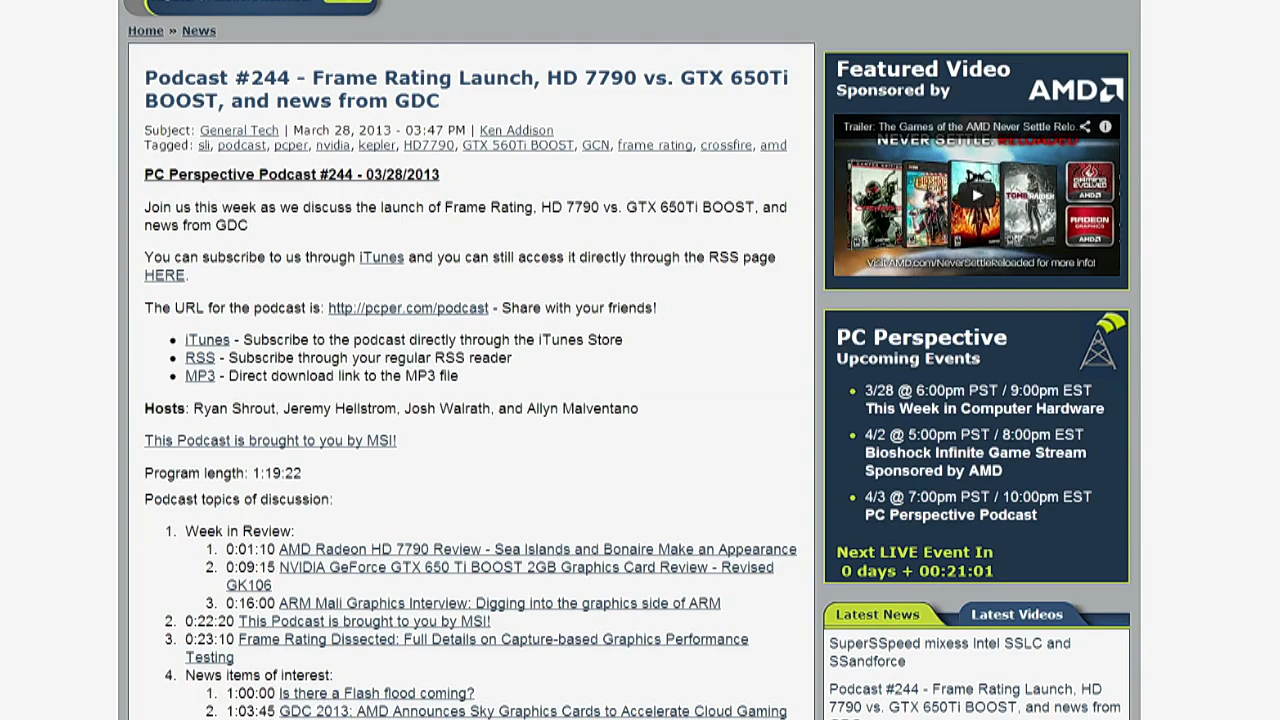 Home » News
Podcast #244 - Frame Rating Launch, HD 7790 vs. GTX 650Ti
BOOST, and news from GDC
Subject: General Tech | March 28, 2013 - 03:47 PM | Ken Addison
Tagged: sli, podcast, pcper, nvidia, kepler, HD7790, GTX 560Ti BOOST, GCN, frame rating, crossfire, amd
PC Perspective Podcast #244 - 03/28/2013
Join us this week as we discuss the launch of Frame Rating, HD 7790 vs. GTX 650Ti BOOST, and
news from GDC
You can subscribe to us through iTunes and you can still access it directly through the RSS page
HERE.
The URL for the podcast is: http://pcper.com/podcast - Share with your friends!
• iTunes - Subscribe to the podcast directly through the iTunes Store
• RSS - Subscribe through your regular RSS reader
• MP3 - Direct download link to the MP3 file
Hosts: Ryan Shrout, Jeremy Hellstrom, Josh Walrath, and Allyn Malventano
This Podcast is brought to you by MSI!
Program length: 1:19:22
Podcast topics of discussion:
1. Week in Review:
1. 0:01:10 AMD Radeon HD 7790 Review - Sea Islands and Bonaire Make an Appearance
2. 0:09:15 NVIDIA GeForce GTX 650 Ti BOOST 2GB Graphics Card Review - Revised
GK106
3. 0:16:00 ARM Mali Graphics Interview: Digging into the graphics side of ARM
2. 0:22:20 This Podcast is brought to you by MSI!
3. 0:23:10 Frame Rating Dissected: Full Details on Capture-based Graphics Performance
Testing
4. News items of interest:
1. 1:00:00 Is there a Flash flood coming?
2. 1:03:45 GDC 2013: AMD Announces Sky Graphics Cards to Accelerate Cloud Gaming
Featured Video
Sponsored by AMD
Trailer: The Games of the AMD Never Settle Relo...
NEVER SETTLE: RELOADED
TOMB RAIDER
GAMING
EVOLVED
AMD
RADEON
GRAPHICS
AMD
Visit AMD.com/NeverSettleReloaded for more info!
PC Perspective
Upcoming Events
• 3/28 @ 6:00pm PST / 9:00pm EST
This Week in Computer Hardware
• 4/2 @ 5:00pm PST / 8:00pm EST
Bioshock Infinite Game Stream
Sponsored by AMD
• 4/3 @ 7:00pm PST / 10:00pm EST
PC Perspective Podcast
Next LIVE Event In
0 days + 00:21:01
Latest News Latest Videos
SuperSSpeed mixess Intel SSLC and
SSandforce
Podcast #244 - Frame Rating Launch, HD
7790 vs. GTX 650Ti BOOST, and news from